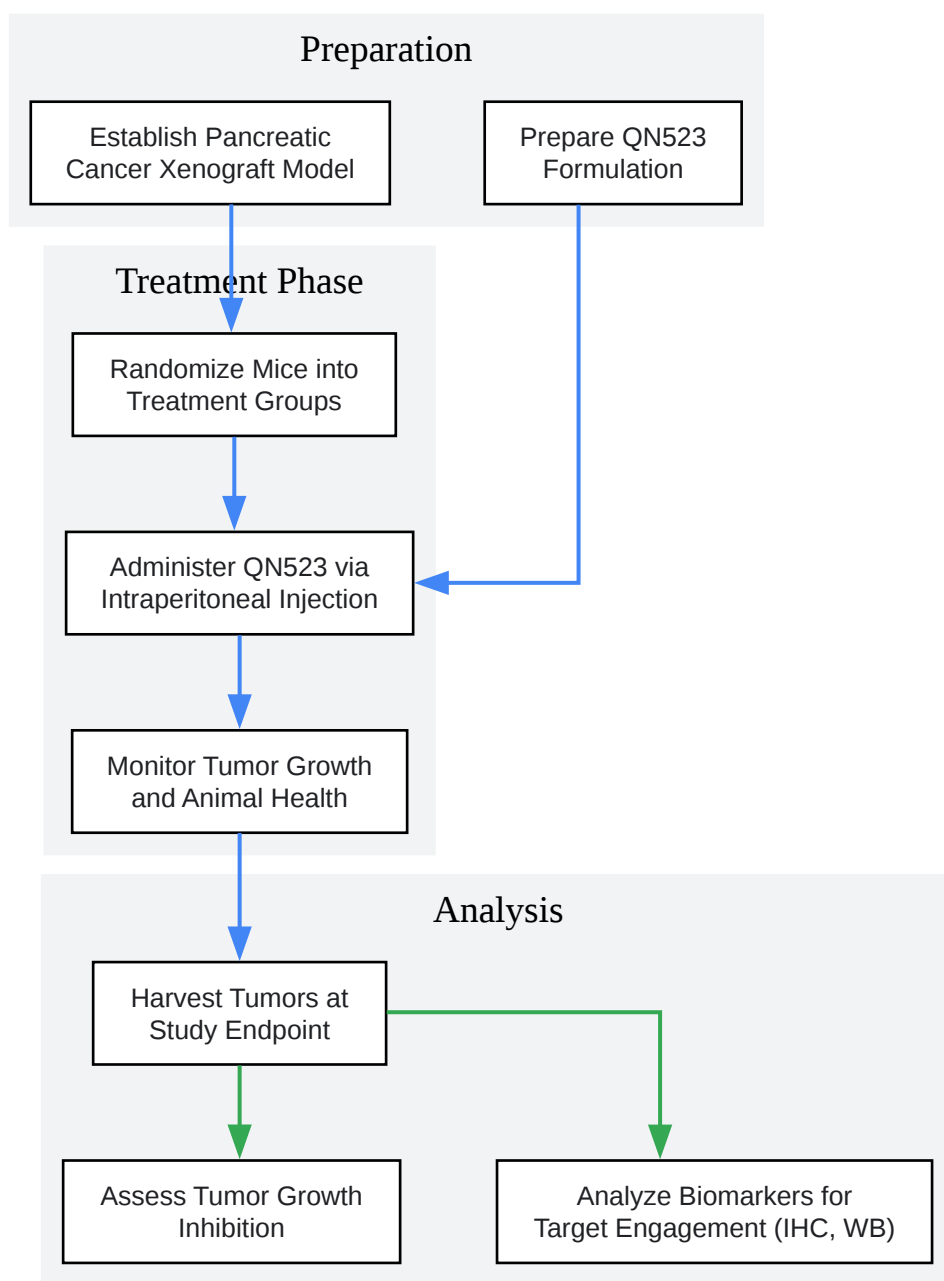 Preparation
Establish Pancreatic
Cancer Xenograft Model
Prepare QN523
Formulation
Treatment Phase
Randomize Mice into
Treatment Groups
Administer QN523 via
Intraperitoneal Injection
Monitor Tumor Growth
and Animal Health
Analysis
Harvest Tumors at
Study Endpoint
Assess Tumor Growth
Inhibition
Analyze Biomarkers for
Target Engagement (IHC, WB)